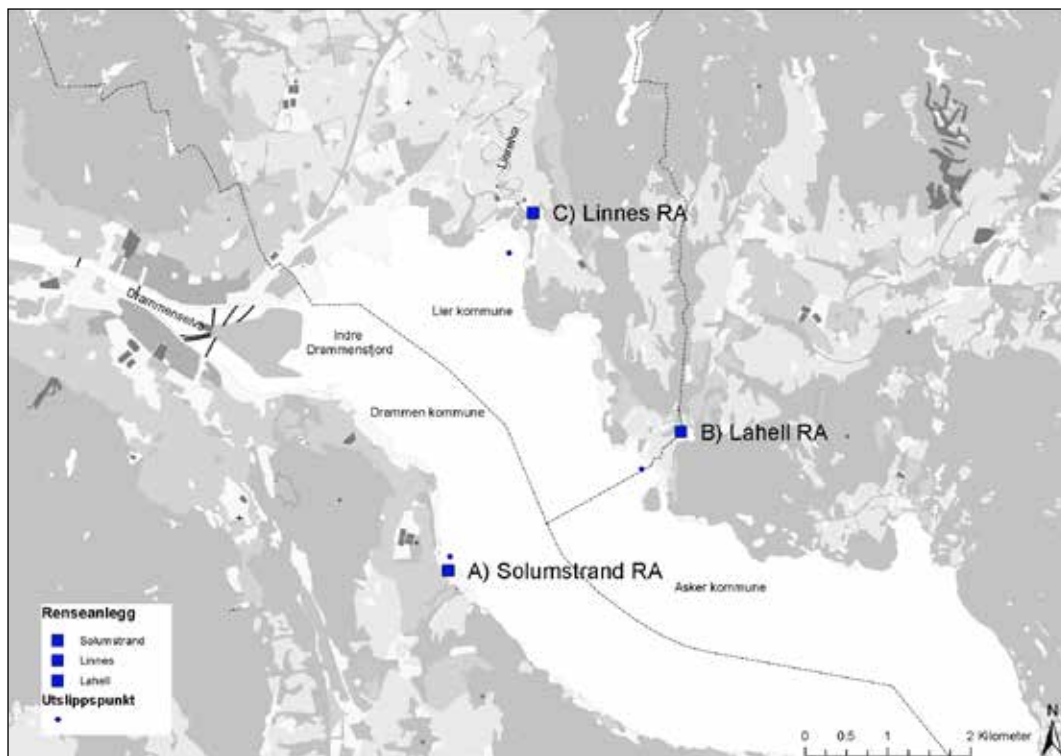 Lierelva
C) Linnes RA
Lier kommune
Drammenselva
Indre
Drammensfjord
Drammen kommune
B) Lahell RA
A) Solumstrand RA
Asker kommune
Renseanlegg
Solumstrand
Linnes
Lahell
Utslippspunkt
N
0 0.5 1 2 Kilometer